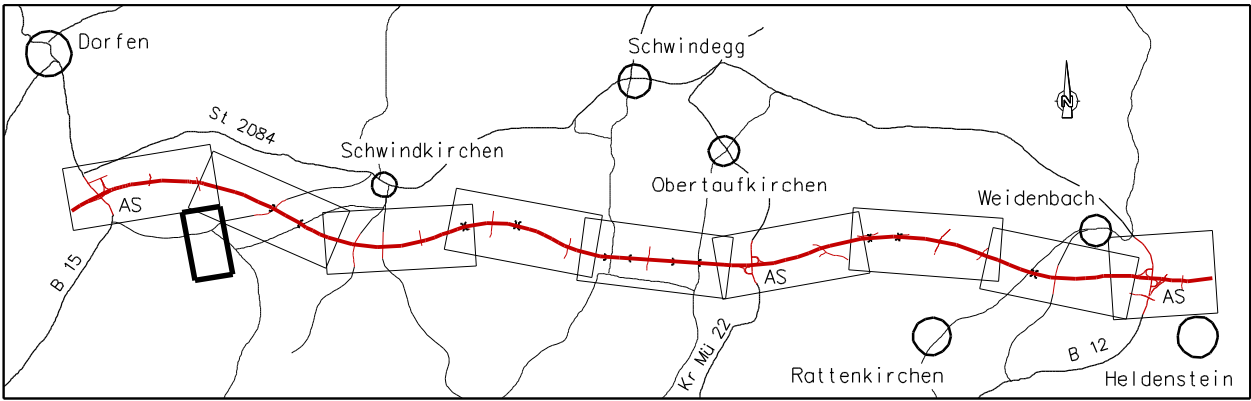 Dorfen
Schwindegg
N
St 2084
Schwindkirchen
Obertaufkirchen
Weidenbach
AS
B 15
AS
AS
Kr Mü 22
B 12
Rattenkirchen
Heldenstein